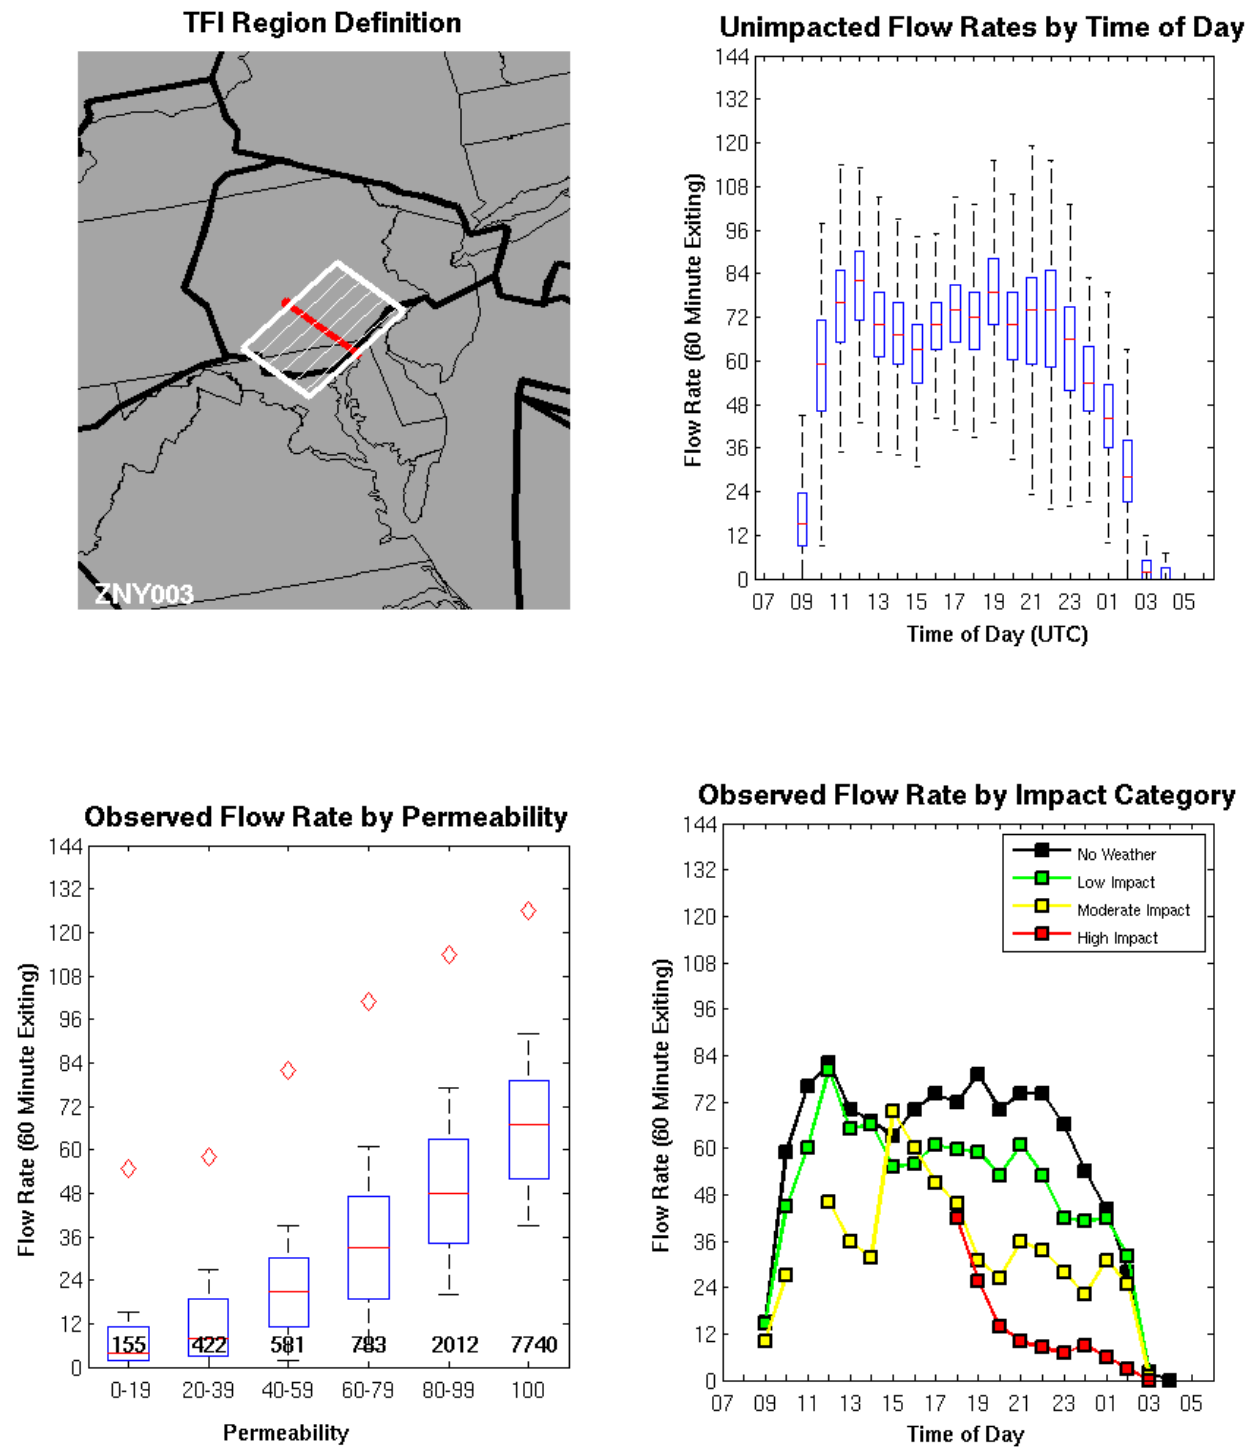 TFI Region Definition
ZNY003
Unimpacted Flow Rates by Time of Day
Flow Rate (60 Minute Exiting)
144
132
120
108
96
84
72
60
48
36
24
12
0
07 09 11 13 15 17 19 21 23 01 03 05
Time of Day (UTC)
Observed Flow Rate by Permeability
Flow Rate (60 Minute Exiting)
144
132
120
108
96
84
72
60
48
36
24
12
0
155 422 581 783 2012 7740
0-19 20-39 40-59 60-79 80-99 100
Permeability
Observed Flow Rate by Impact Category
Flow Rate (60 Minute Exiting)
144
132
120
108
96
84
72
60
48
36
24
12
0
No Weather
Low Impact
Moderate Impact
High Impact
07 09 11 13 15 17 19 21 23 01 03 05
Time of Day